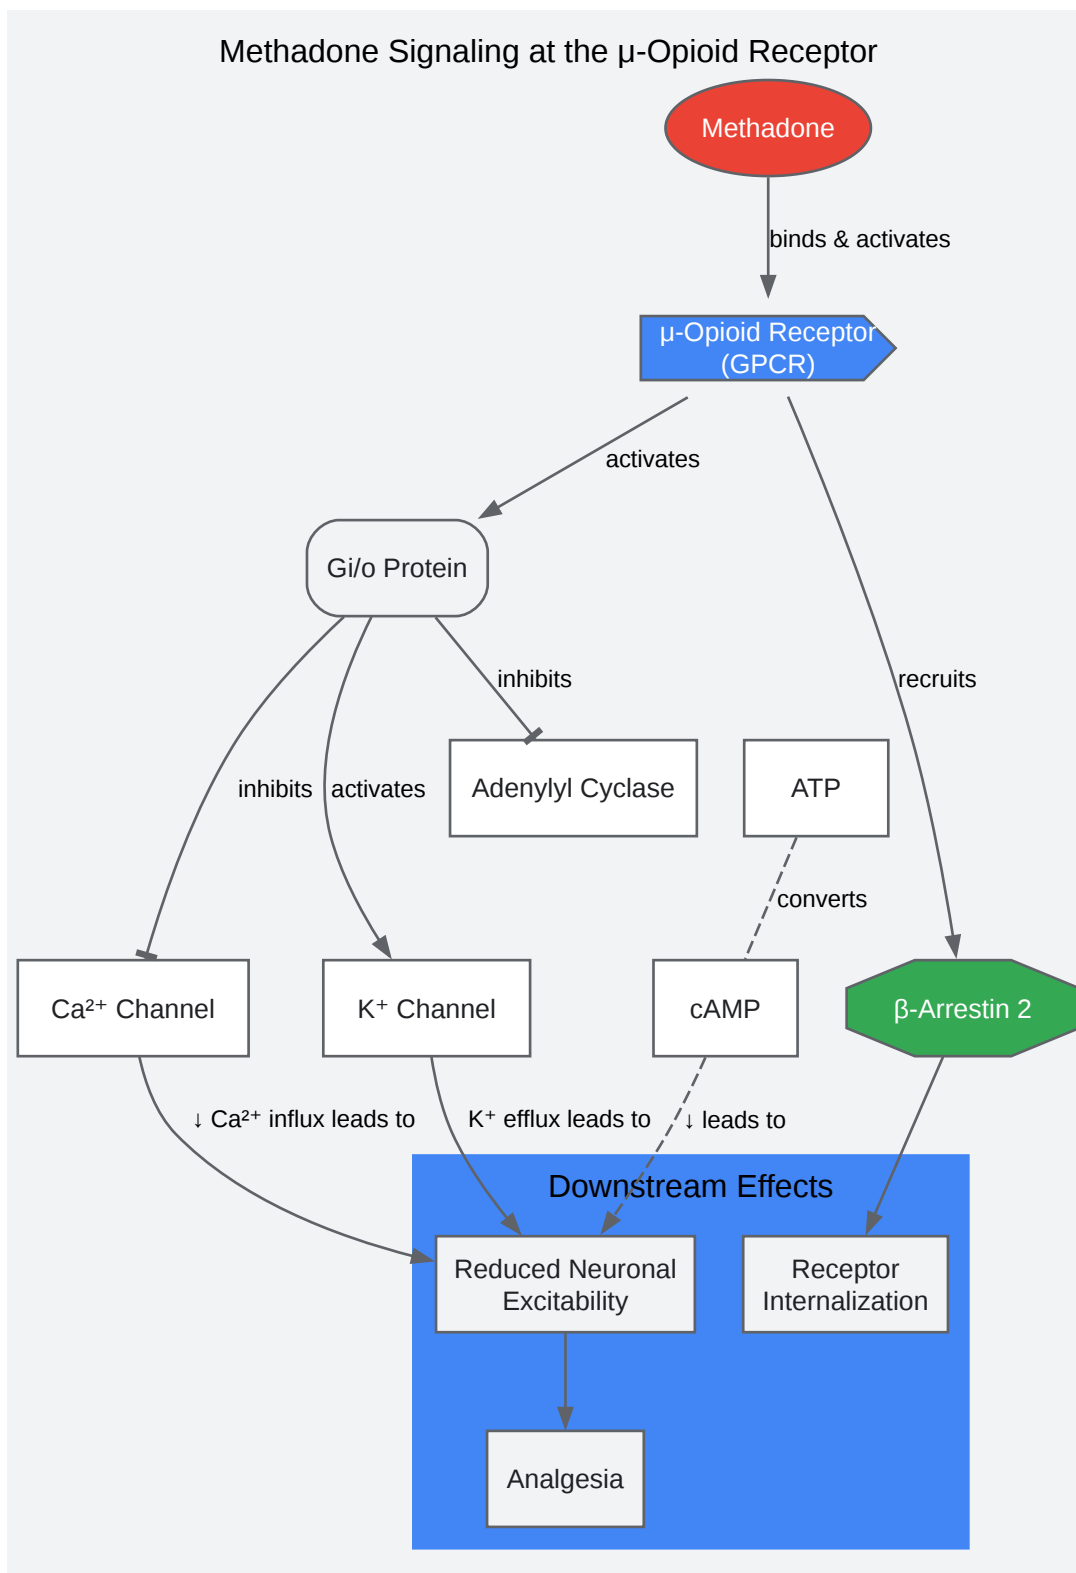 Methadone Signaling at the μ-Opioid Receptor
Methadone
binds & activates
μ-Opioid Receptor
(GPCR)
activates
Gi/o Protein
inhibits
recruits
inhibits
activates
Adenylyl Cyclase
ATP
converts
Ca²⁺ Channel
K⁺ Channel
cAMP
β-Arrestin 2
↓ Ca²⁺ influx leads to
K⁺ efflux leads to
↓ leads to
Downstream Effects
Reduced Neuronal
Excitability
Receptor
Internalization
Analgesia